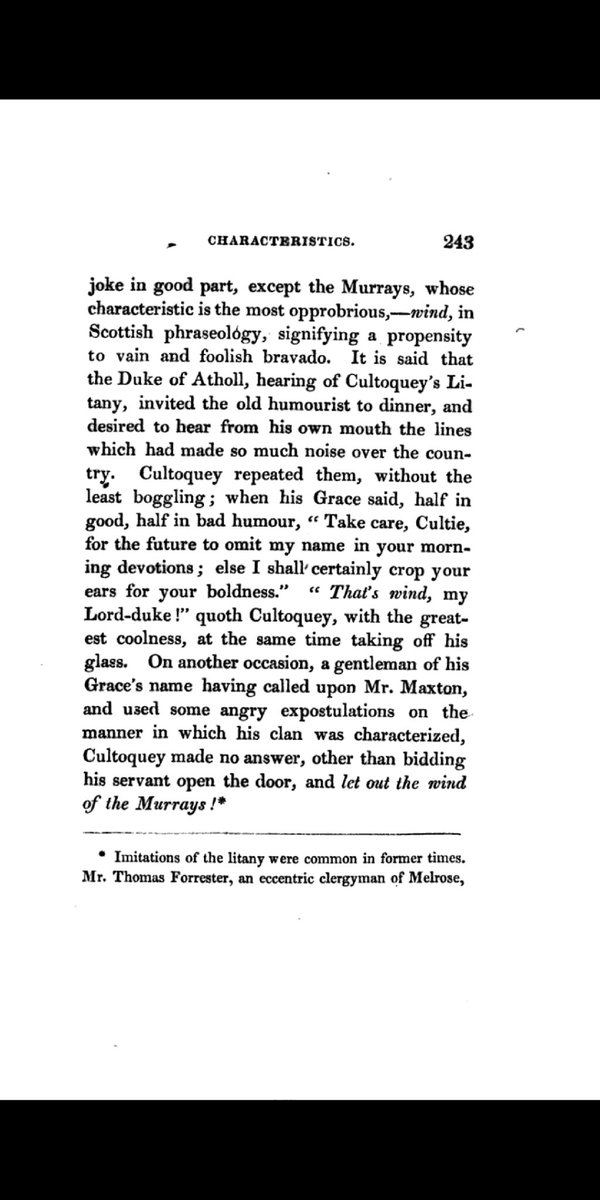 CHARACTERISTICS. 243
joke in good part, except the Murrays, whose
characteristic is the most opprobrious,—wind, in
Scottish phraseology, signifying a propensity
to vain and foolish bravado. It is said that
the Duke of Atholl, hearing of Cultoquey's Li-
tany, invited the old humourist to dinner, and
desired to hear from his own mouth the lines
which had made so much noise over the coun-
try. Cultoquey repeated them, without the
least boggling; when his Grace said, half in
good, half in bad humour, “Take care, Cultie,
for the future to omit my name in your morn-
ing devotions; else I shall certainly crop your
ears for your boldness.” “That's wind, my
Lord-duke!” quoth Cultoquey, with the great-
est coolness, at the same time taking off his
glass. On another occasion, a gentleman of his
Grace's name having called upon Mr. Maxton,
and used some angry expostulations on the
manner in which his clan was characterized,
Cultoquey made no answer, other than bidding
his servant open the door, and let out the wind
of the Murrays!*
* Imitations of the litany were common in former times.
Mr. Thomas Forrester, an eccentric clergyman of Melrose,